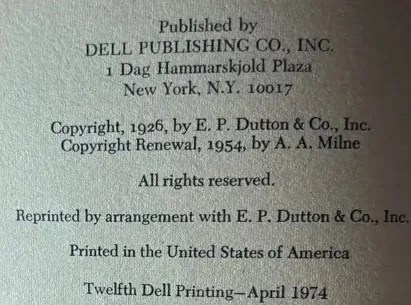 Published by
DELL PUBLISHING CO., INC.
1 Dag Hammarskjold Plaza
New York, N.Y. 10017
Copyright, 1926, by E. P. Dutton & Co., Inc.
Copyright Renewal, 1954, by A. A. Milne
All rights reserved.
Reprinted by arrangement with E. P. Dutton & Co., Inc.
Printed in the United States of America
Twelfth Dell Printing—April 1974